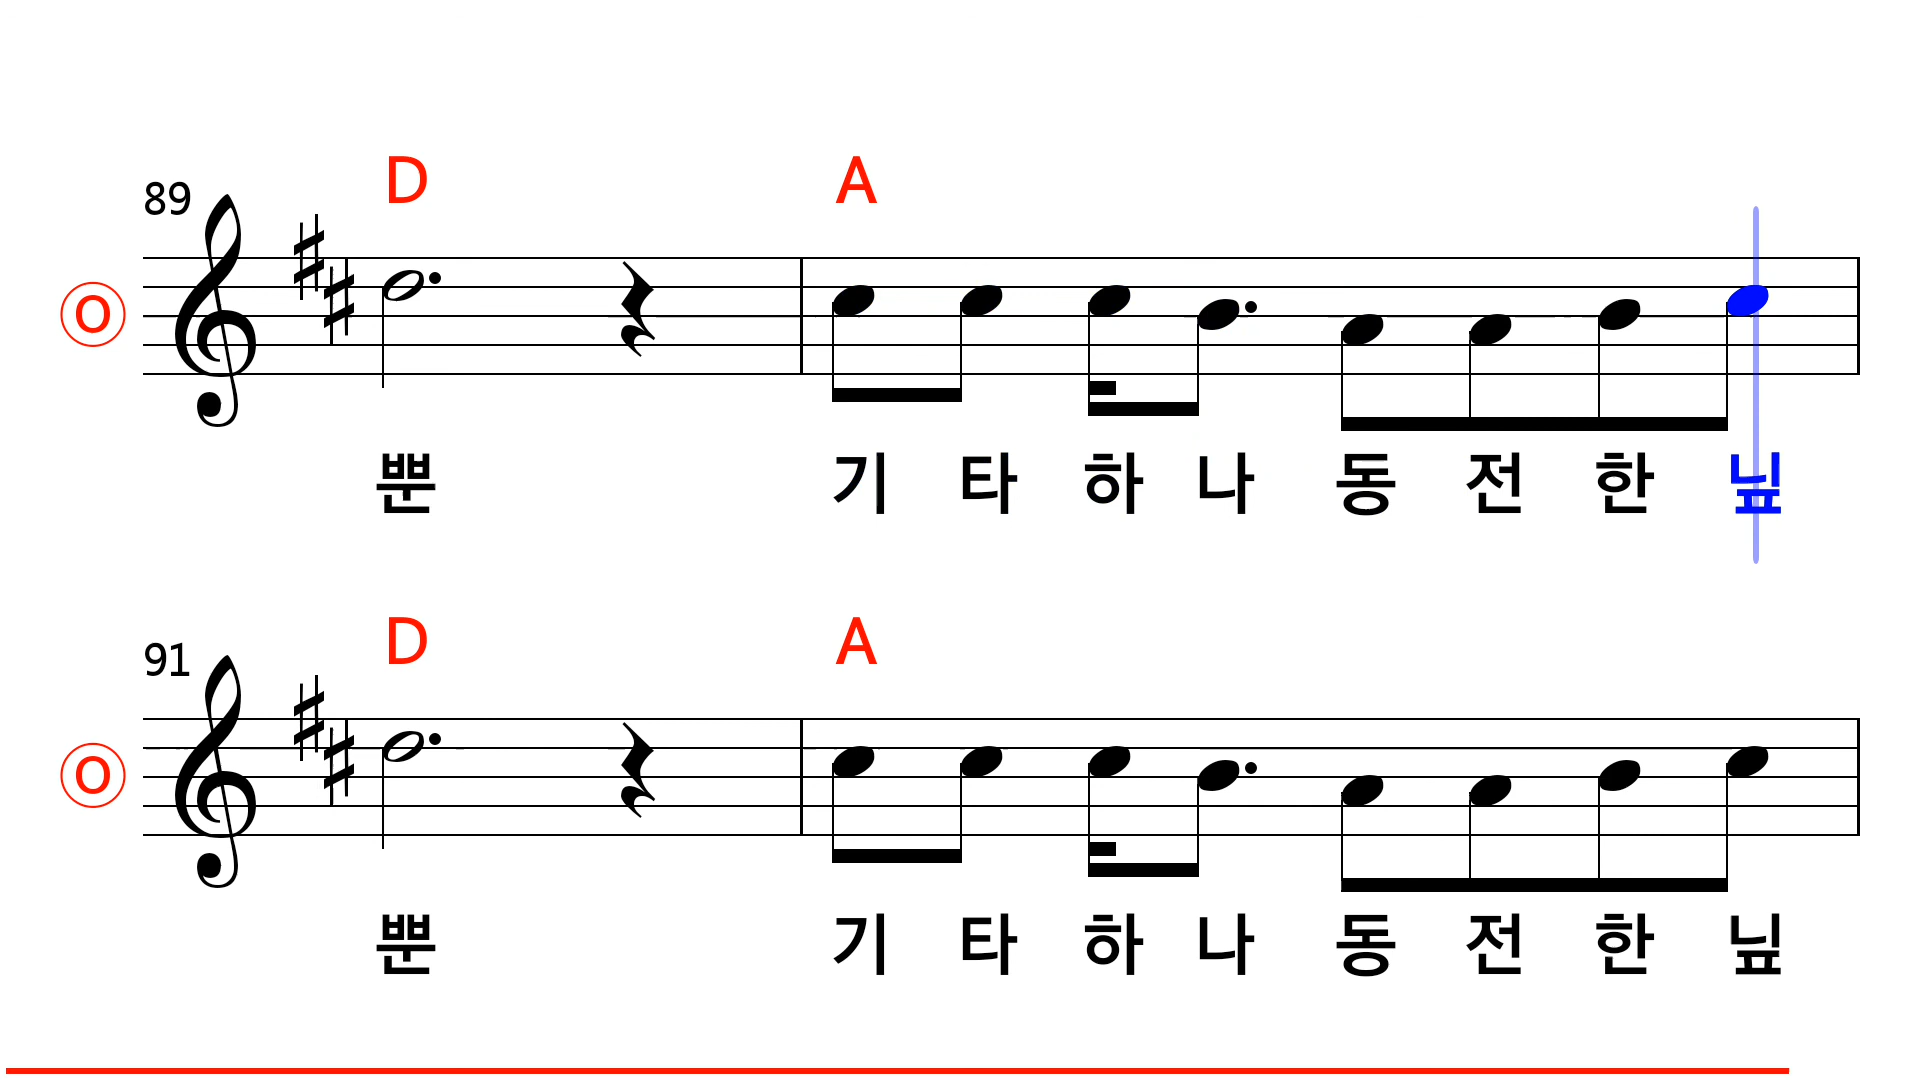 89 D A
O
뿐 기 타 하 나 동 전 한 닢
91 D A
O
뿐 기 타 하 나 동 전 한 닢